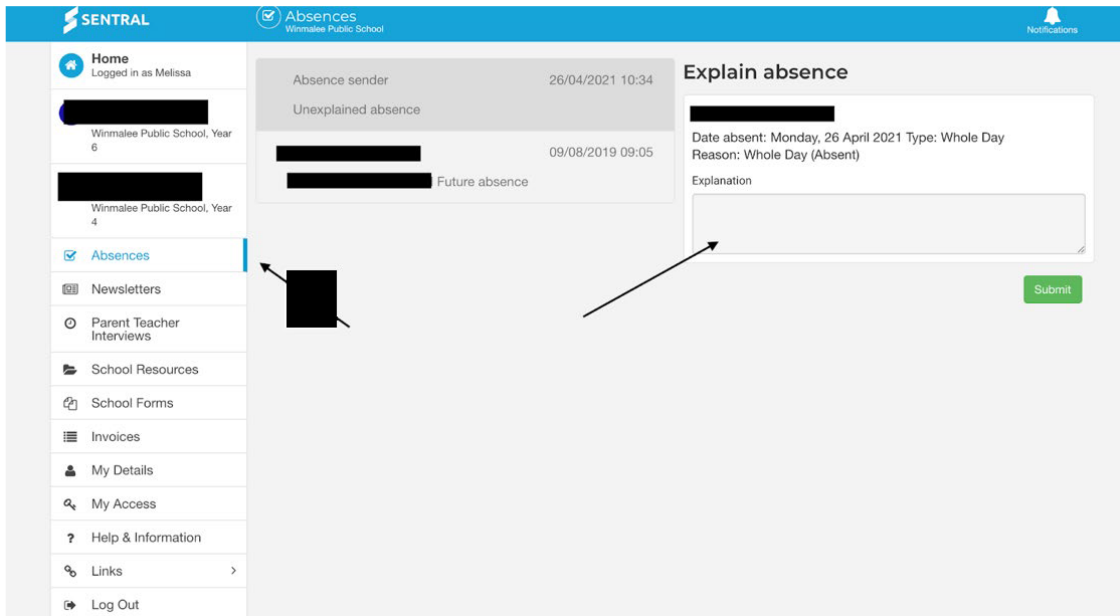 SENTRAL
Absences
Winmalee Public School
Notifications
Home
Logged in as Melissa
Winmalee Public School, Year
6
Winmalee Public School, Year
4
Absences
Newsletters
Parent Teacher
Interviews
School Resources
School Forms
Invoices
My Details
My Access
Help & Information
Links
Log Out
Absence sender 26/04/2021 10:34
Unexplained absence
09/08/2019 09:05
Future absence
Explain absence
Date absent: Monday, 26 April 2021 Type: Whole Day
Reason: Whole Day (Absent)
Explanation
Submit